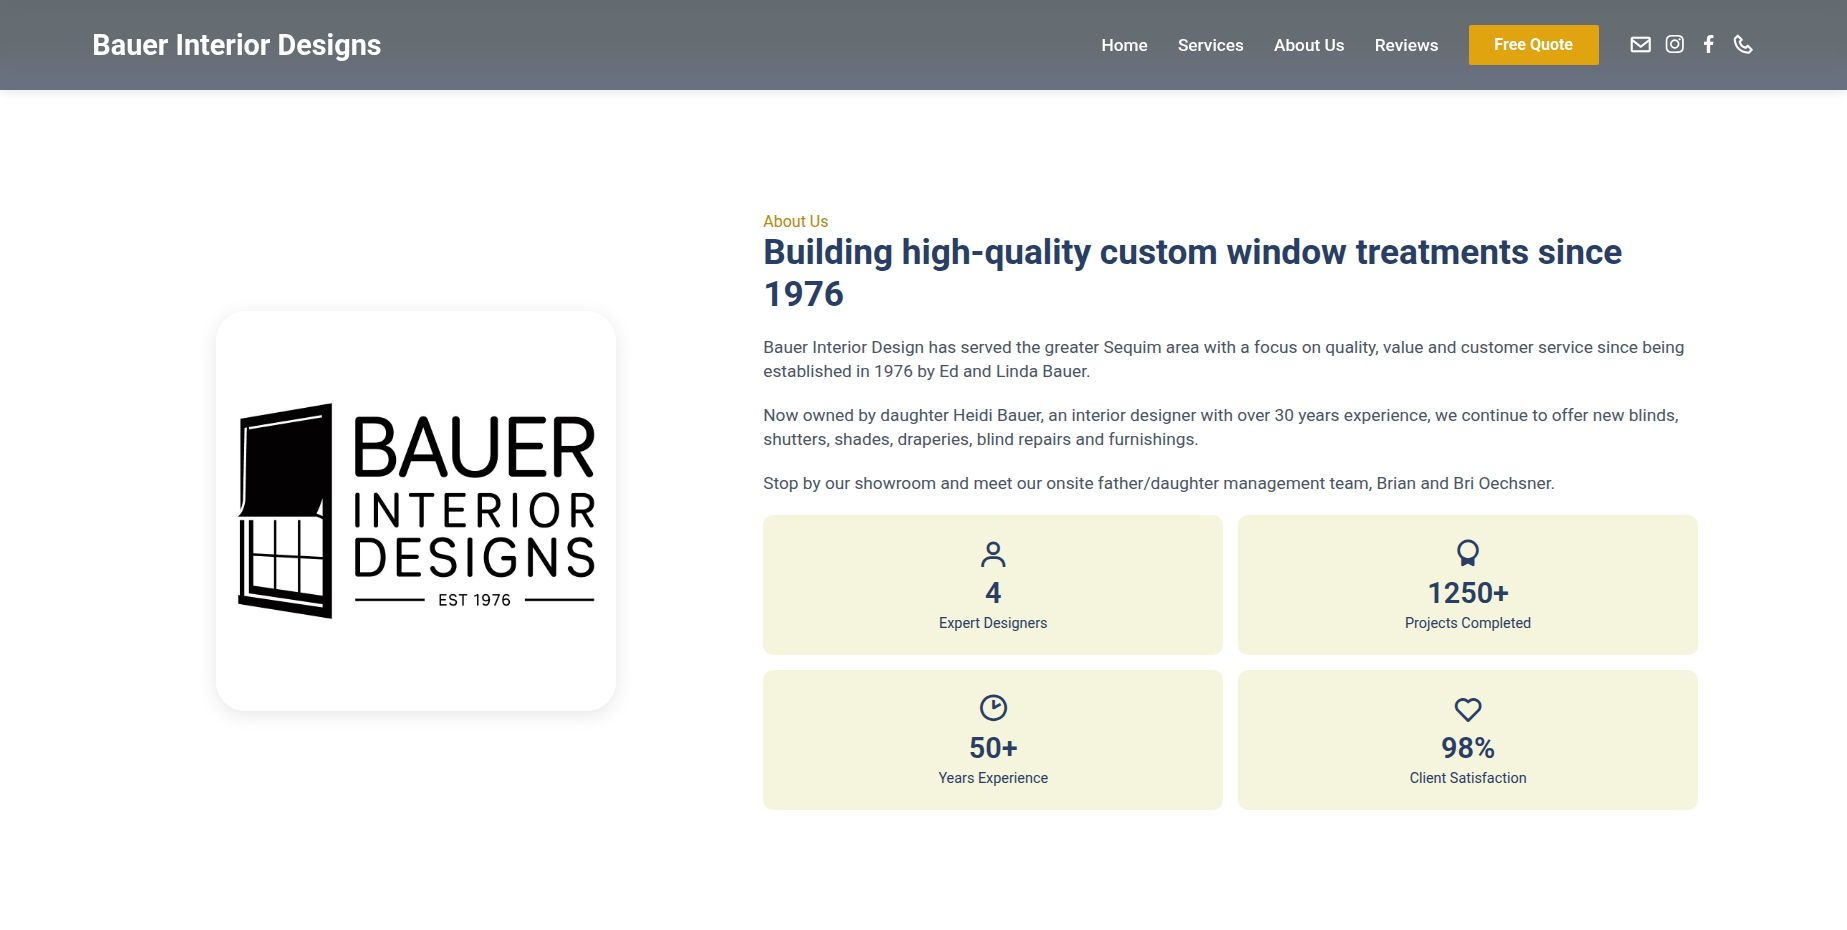 Bauer Interior Designs
Home
Services
About Us
Reviews
Free Quote
BAUER
INTERIOR
DESIGNS
EST 1976
About Us
Building high-quality custom window treatments since
1976
Bauer Interior Design has served the greater Sequim area with a focus on quality, value and customer service since being
established in 1976 by Ed and Linda Bauer.
Now owned by daughter Heidi Bauer, an interior designer with over 30 years experience, we continue to offer new blinds,
shutters, shades, draperies, blind repairs and furnishings.
Stop by our showroom and meet our onsite father/daughter management team, Brian and Bri Oechsner.
4
Expert Designers
1250+
Projects Completed
50+
Years Experience
98%
Client Satisfaction